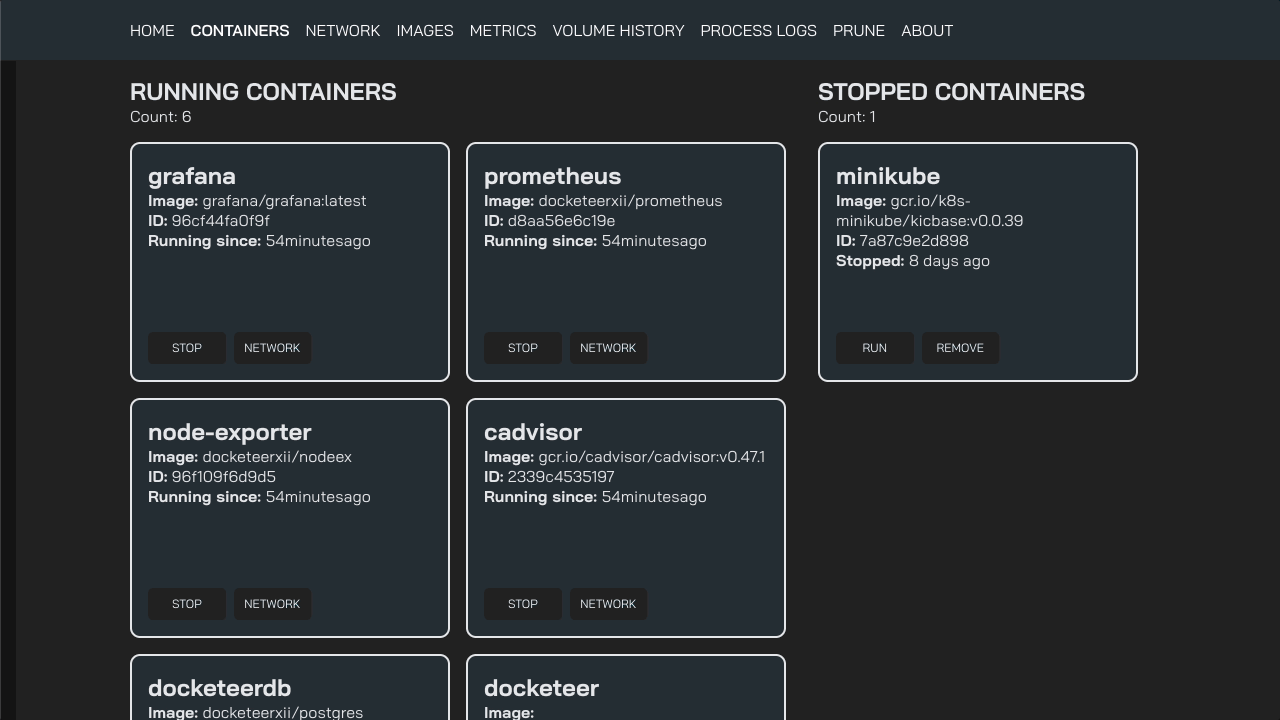 HOME CONTAINERS NETWORK IMAGES METRICS VOLUME HISTORY PROCESS LOGS PRUNE ABOUT
RUNNING CONTAINERS
Count: 6
grafana
Image: grafana/grafana:latest
ID: 96cf44fa0f9f
Running since: 54minutesago
STOP NETWORK
prometheus
Image: docketeerxii/prometheus
ID: d8aa56e6c19e
Running since: 54minutesago
STOP NETWORK
node-exporter
Image: docketeerxii/nodeex
ID: 96f109f6d9d5
Running since: 54minutesago
STOP NETWORK
cadvisor
Image: gcr.io/cadvisor/cadvisor:v0.47.1
ID: 2339c4535197
Running since: 54minutesago
STOP NETWORK
docketeerdb
Image: docketeerxii/postgres
docketeer
Image:
STOPPED CONTAINERS
Count: 1
minikube
Image: gcr.io/k8s-
minikube/kicbase:v0.0.39
ID: 7a87c9e2d898
Stopped: 8 days ago
RUN REMOVE